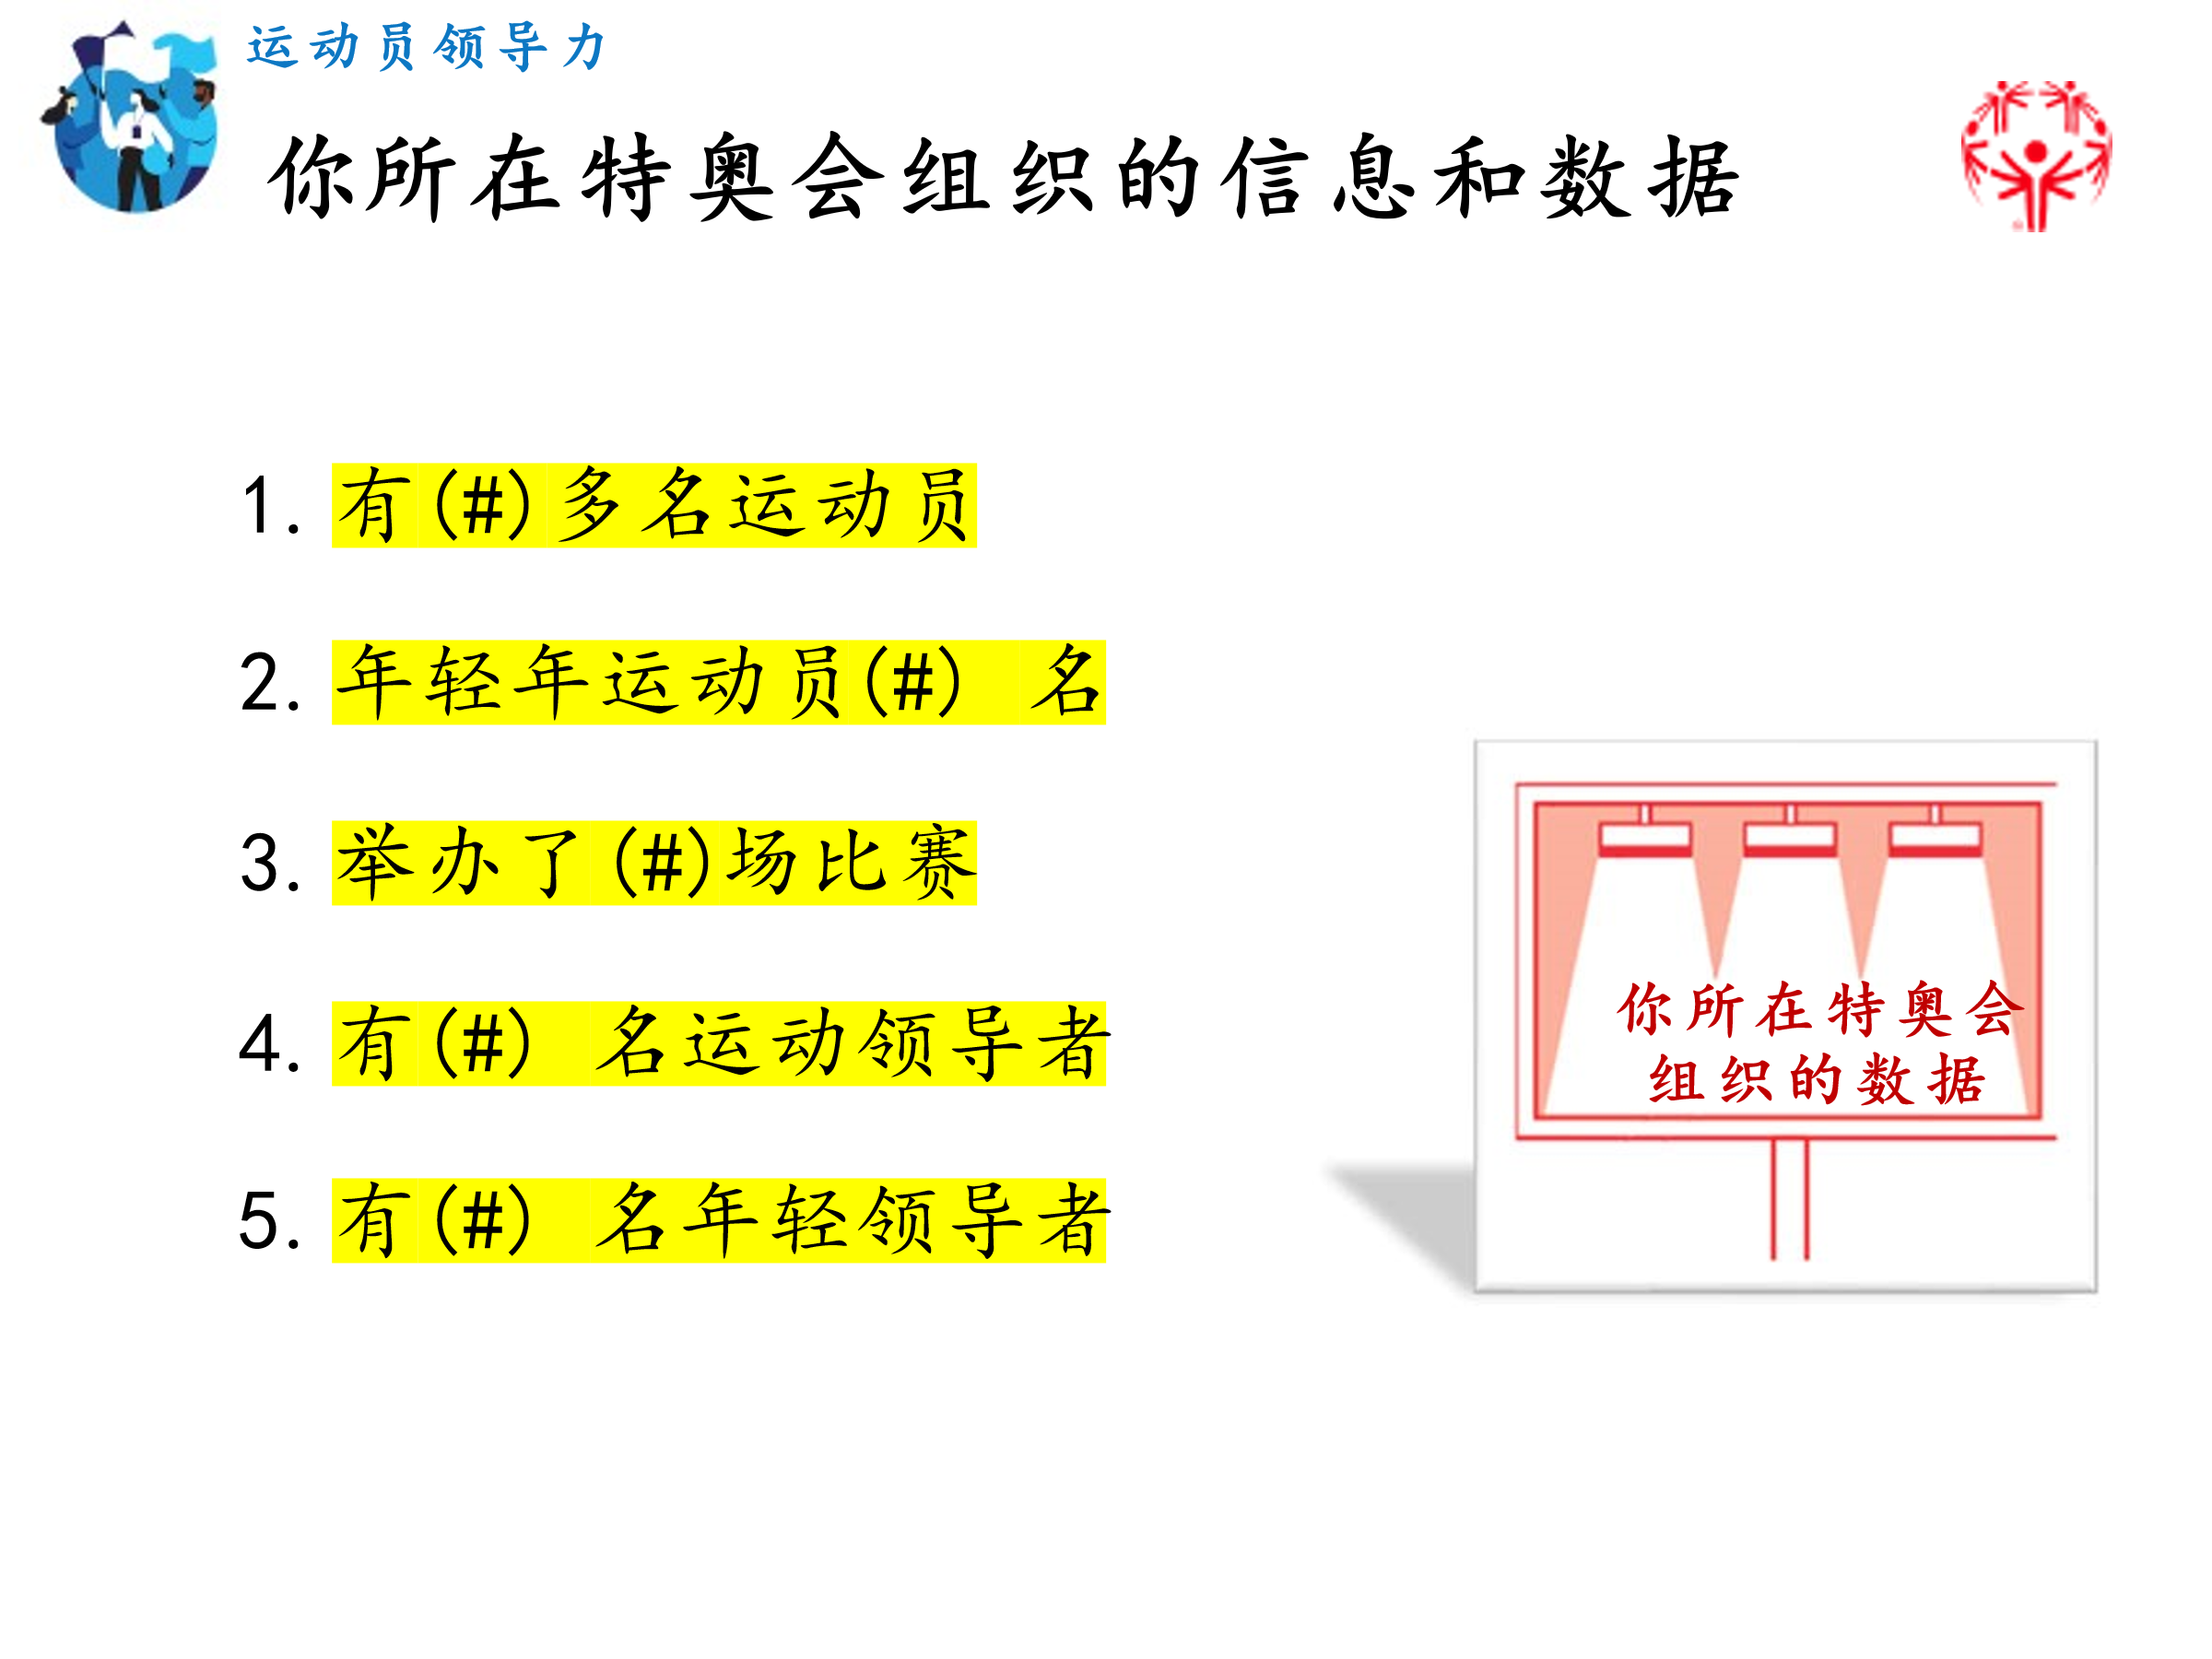 运动员领导力
你所在特奥会组织的信息和数据
1. 有(#)多名运动员
2. 年轻年运动员(#) 名
3. 举办了(#)场比赛
4. 有(#) 名运动领导者
5. 有(#) 名年轻领导者
你所在特奥会
组织的数据